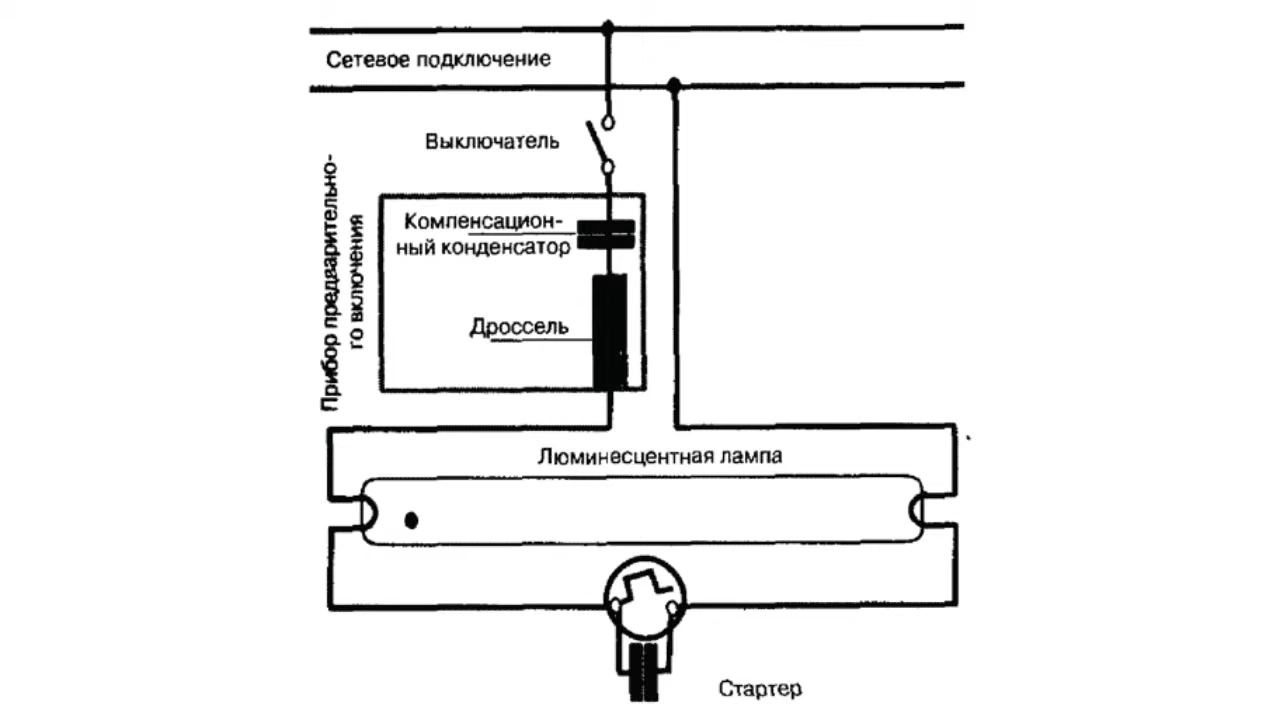 Сетевое подключение
Выключатель
Прибор предварительно-
го включения
Компенсацион-
ный конденсатор
Дроссель
Люминесцентная лампа
Стартер